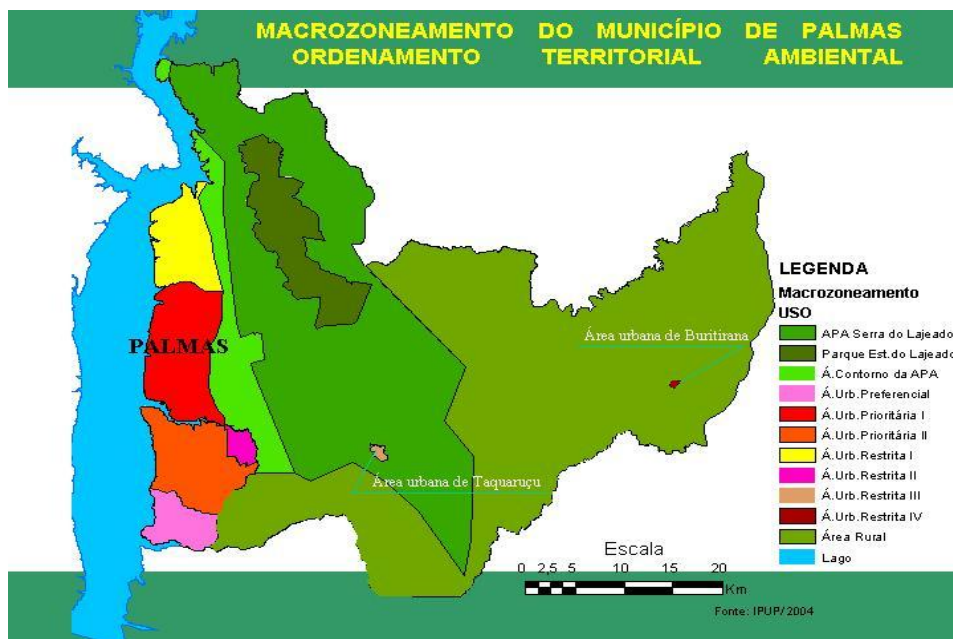 MACROZONEAMENTO DO MUNICÍPIO DE PALMAS
ORDENAMENTO TERRITORIAL AMBIENTAL
PALMAS
Área urbana de Buritirana
Área urbana de Taquaruçu
LEGENDA
Macrozoneamento
USO
APA Serra do Lajeado
Parque Est.do Lajeado
Á.Contorno da APA
Á.Urb.Preferencial
Á.Urb.Prioritária I
Á.Urb.Prioritária II
Á.Urb.Restrita I
Á.Urb.Restrita II
Á.Urb.Restrita III
Á.Urb.Restrita IV
Área Rural
Lago
Escala
0 2,5 5 10 15 20
Km
Fonte: IPUP/2004